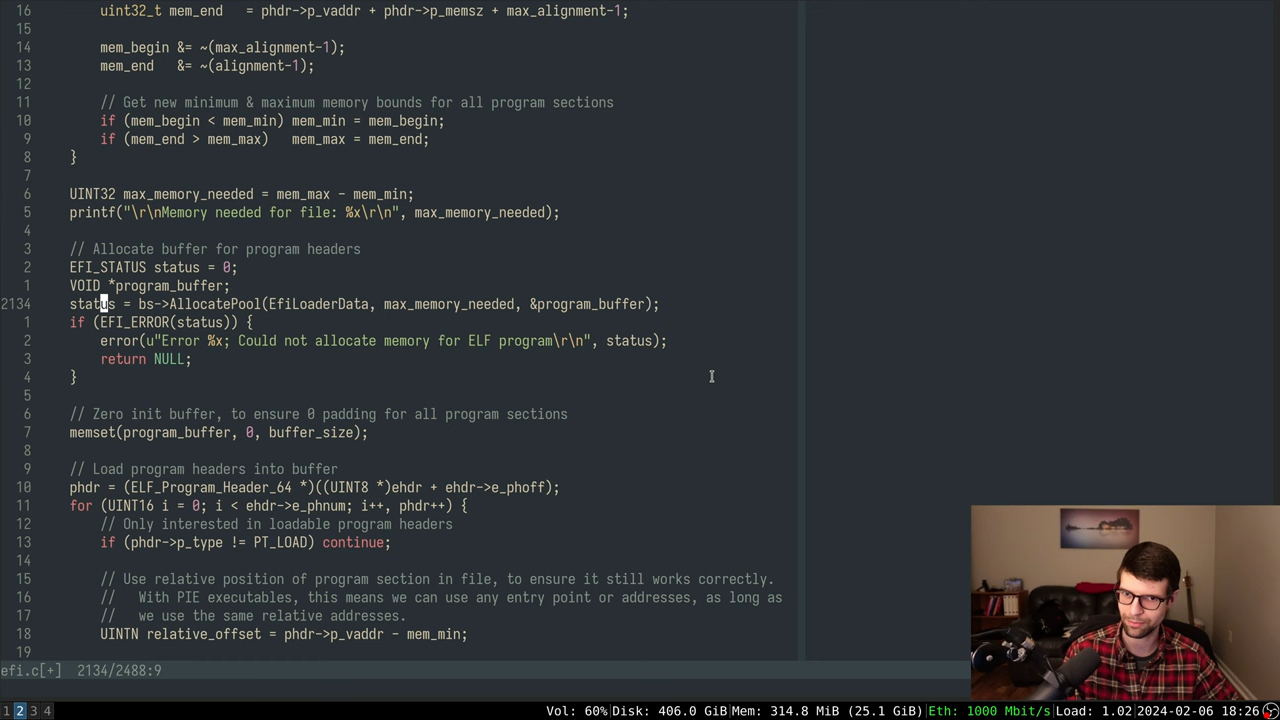 16 uint32_t mem_end   = phdr->p_vaddr + phdr->p_memsz + max_alignment-1;
15
14 mem_begin &= ~(max_alignment-1);
13 mem_end   &= ~(alignment-1);
12
11 // Get new minimum & maximum memory bounds for all program sections
10 if (mem_begin < mem_min) mem_min = mem_begin;
9 if (mem_end > mem_max)   mem_max = mem_end;
8 }
7
6 UINT32 max_memory_needed = mem_max - mem_min;
5 printf("\r\nMemory needed for file: %x\r\n", max_memory_needed);
4
3 // Allocate buffer for program headers
2 EFI_STATUS status = 0;
1 VOID *program_buffer;
2134 status = bs->AllocatePool(EfiLoaderData, max_memory_needed, &program_buffer);
1 if (EFI_ERROR(status)) {
2 error(u"Error %x; Could not allocate memory for ELF program\r\n", status);
3 return NULL;
4 }
5
6 // Zero init buffer, to ensure 0 padding for all program sections
7 memset(program_buffer, 0, buffer_size);
8
9 // Load program headers into buffer
10 phdr = (ELF_Program_Header_64 *)((UINT8 *)ehdr + ehdr->e_phoff);
11 for (UINT16 i = 0; i < ehdr->e_phnum; i++, phdr++) {
12 // Only interested in loadable program headers
13 if (phdr->p_type != PT_LOAD) continue;
14
15 // Use relative position of program section in file, to ensure it still works correctly.
16 //   With PIE executables, this means we can use any entry point or addresses, as long as
17 //   we use the same relative addresses.
18 UINTN relative_offset = phdr->p_vaddr - mem_min;
19
efi.c[+]  2134/2488:9
1 2 3 4 Vol: 60%|Disk: 406.0 GiB|Mem: 314.8 MiB (25.1 GiB)|Eth: 1000 Mbit/s|Load: 1.02|2024-02-06 18:26